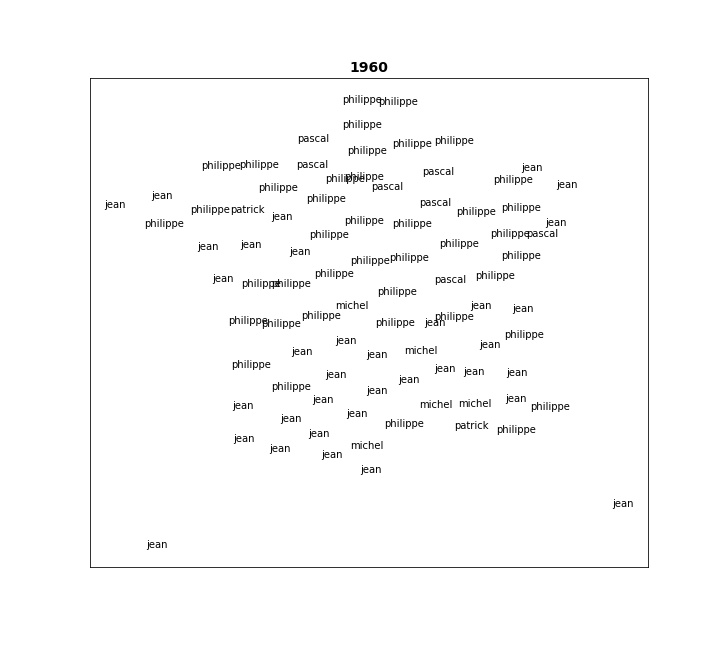 1960
philippe philippe
philippe
pascal
philippe philippe philippe
philippe philippe pascal
jean
pascal
philippe philippe philippe
jean
philippe pascal
jean philippe
jean pascal
philippe patrick philippe philippe
jean
philippe philippe philippe jean
philippe philippe pascal
jean jean philippe
jean philippe
philippe philippe
philippe pascal philippe
jean philippe philippe
philippe
michel jean jean
philippe philippe philippe
philippe philippe jean
philippe
jean jean
jean jean michel
philippe jean jean jean
jean jean
philippe jean
jean jean
jean michel michel philippe
jean
jean philippe patrick philippe
jean jean
jean jean michel
jean
jean
jean